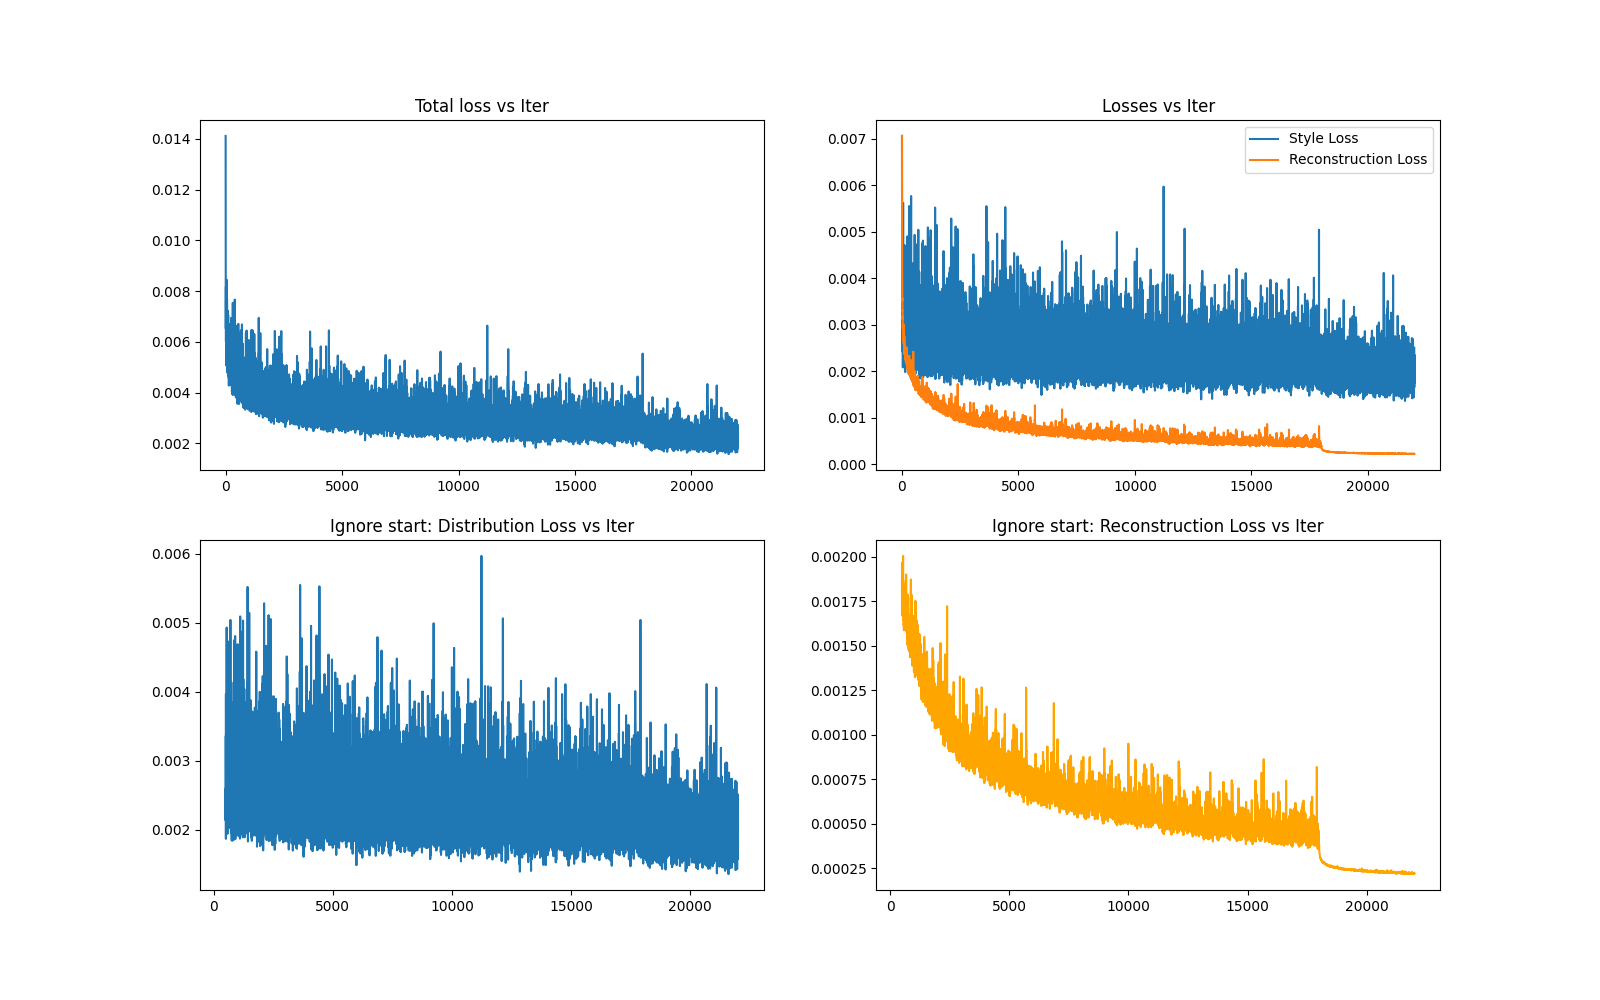 Total loss vs Iter
0.014
0.012
0.010
0.008
0.006
0.004
0.002
0 5000 10000 15000 20000
Losses vs Iter
Style Loss
Reconstruction Loss
0.007
0.006
0.005
0.004
0.003
0.002
0.001
0.000
0 5000 10000 15000 20000
Ignore start: Distribution Loss vs Iter
0.006
0.005
0.004
0.003
0.002
0 5000 10000 15000 20000
Ignore start: Reconstruction Loss vs Iter
0.00200
0.00175
0.00150
0.00125
0.00100
0.00075
0.00050
0.00025
0 5000 10000 15000 20000